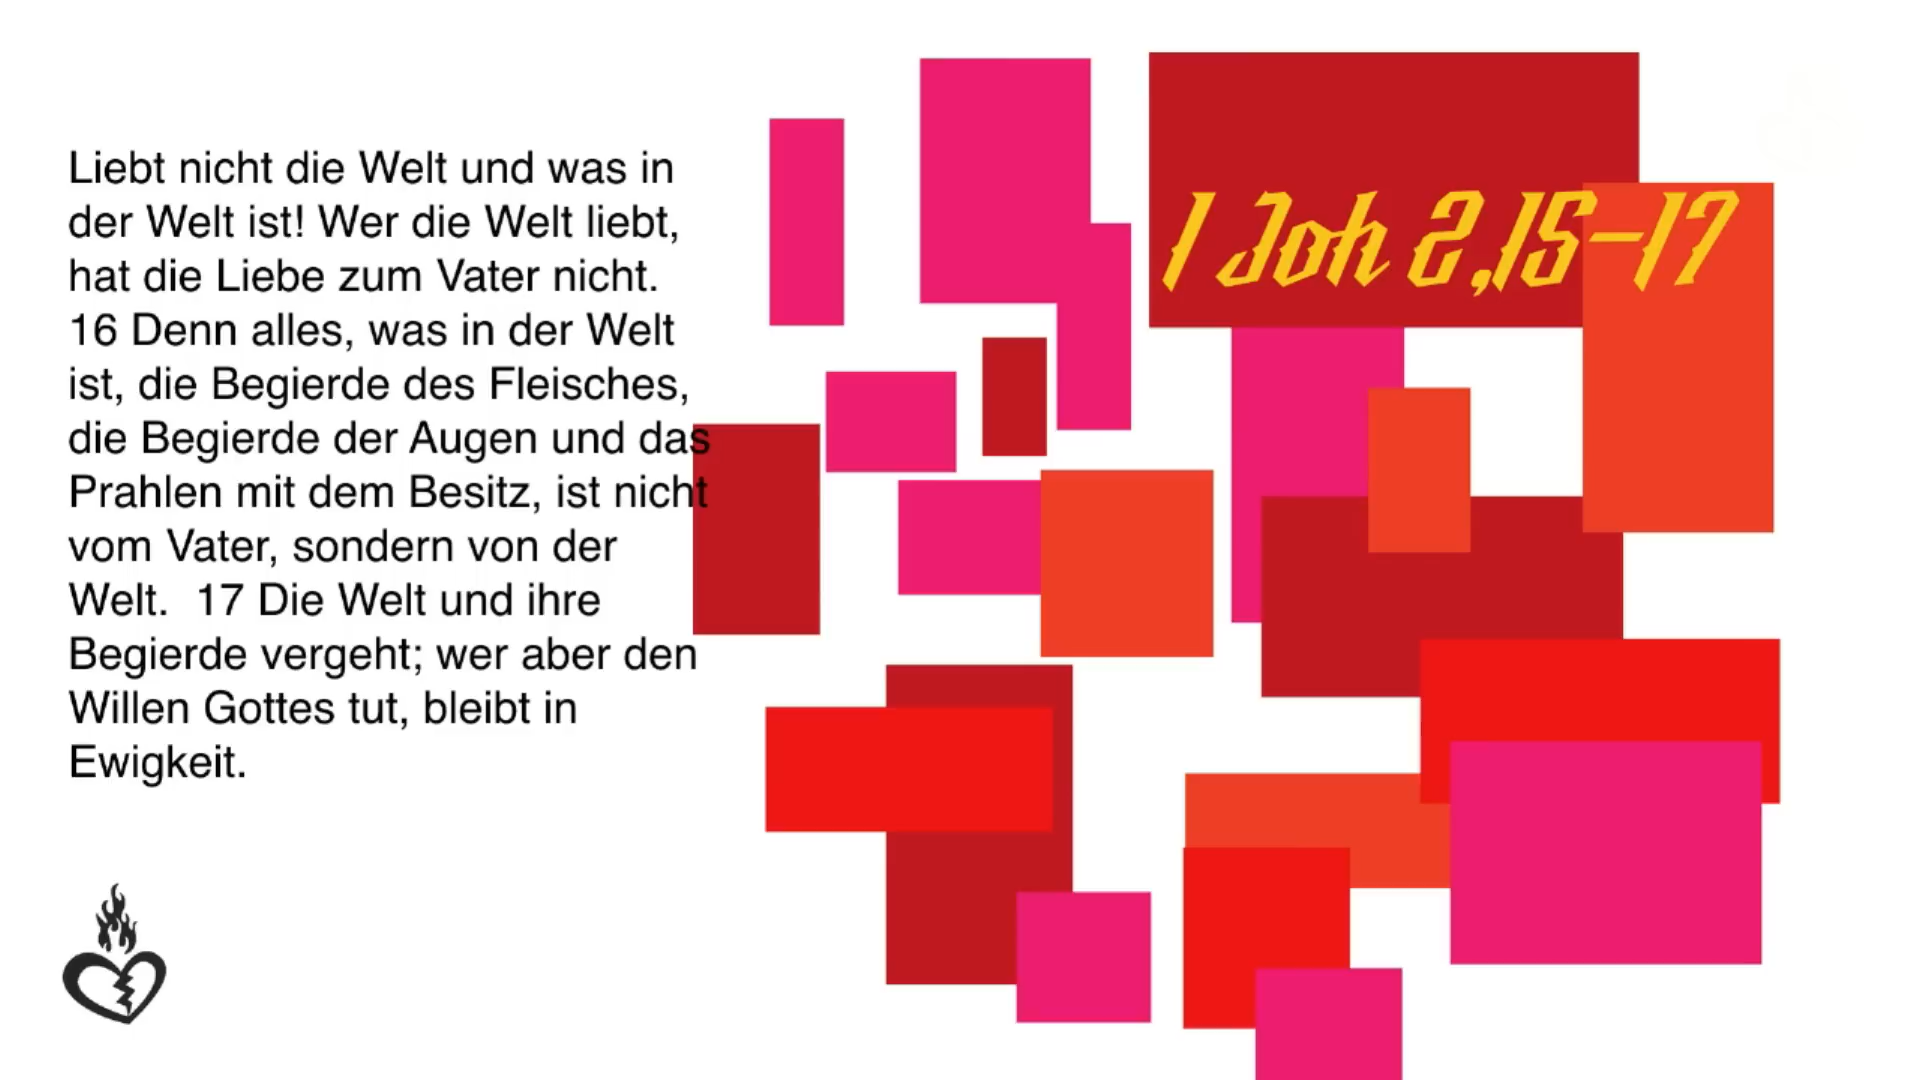 Liebt nicht die Welt und was in
der Welt ist! Wer die Welt liebt,
hat die Liebe zum Vater nicht.
16 Denn alles, was in der Welt
ist, die Begierde des Fleisches,
die Begierde der Augen und das
Prahlen mit dem Besitz, ist nicht
vom Vater, sondern von der
Welt.  17 Die Welt und ihre
Begierde vergeht; wer aber den
Willen Gottes tut, bleibt in
Ewigkeit.
1 Joh 2,15-17